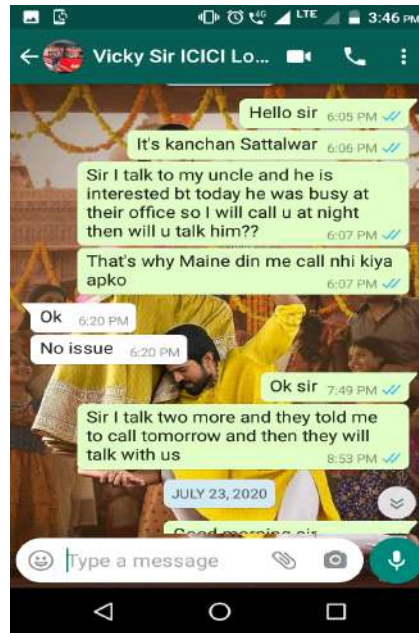 4G LTE 3:46 PM
Vicky Sir ICICI Lo...
Hello sir 6:05 PM
It's kanchan Sattalwar 6:06 PM
Sir I talk to my uncle and he is
interested bt today he was busy at
their office so I will call u at night
then will u talk him??
6:07 PM
That's why Maine din me call nhi kiya
apko
6:07 PM
Ok 6:20 PM
No issue 6:20 PM
Ok sir 7:49 PM
Sir I talk two more and they told me
to call tomorrow and then they will
talk with us
8:53 PM
JULY 23, 2020
Good morning sir
Type a message